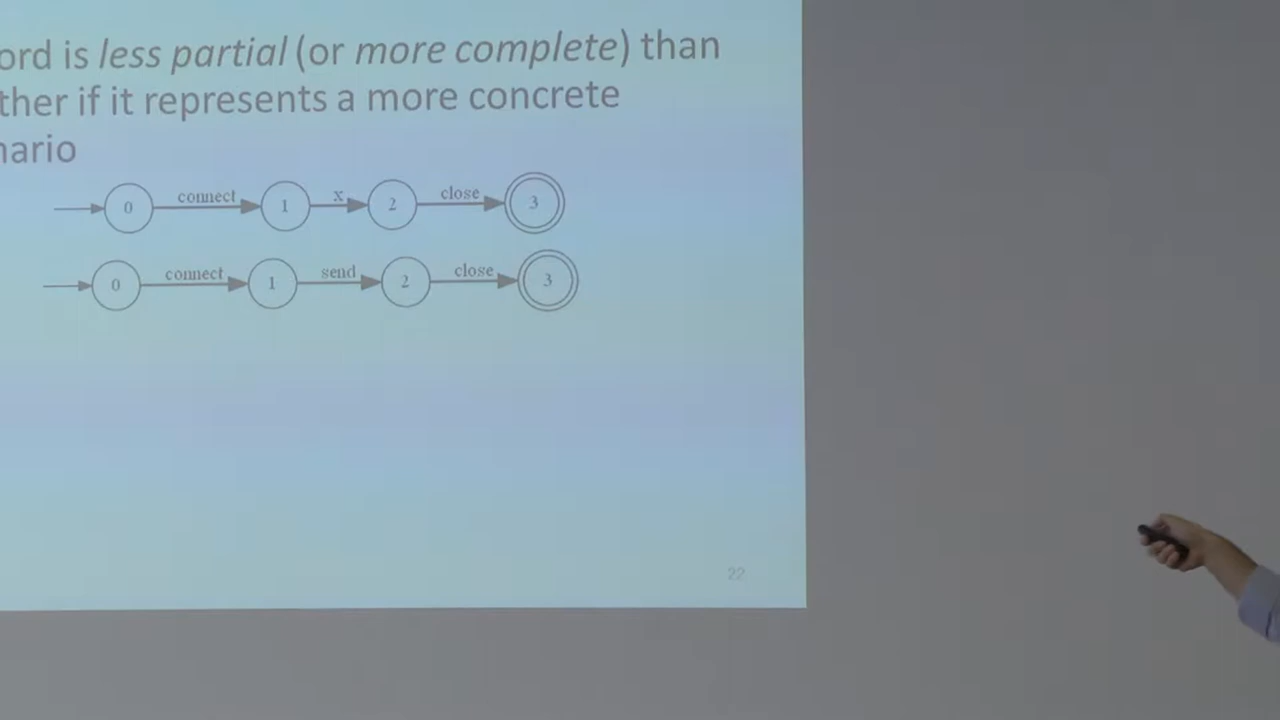 ord is less partial (or more complete) than
ther if it represents a more concrete
nario
0 connect 1 x 2 close 3
0 connect 1 send 2 close 3
22